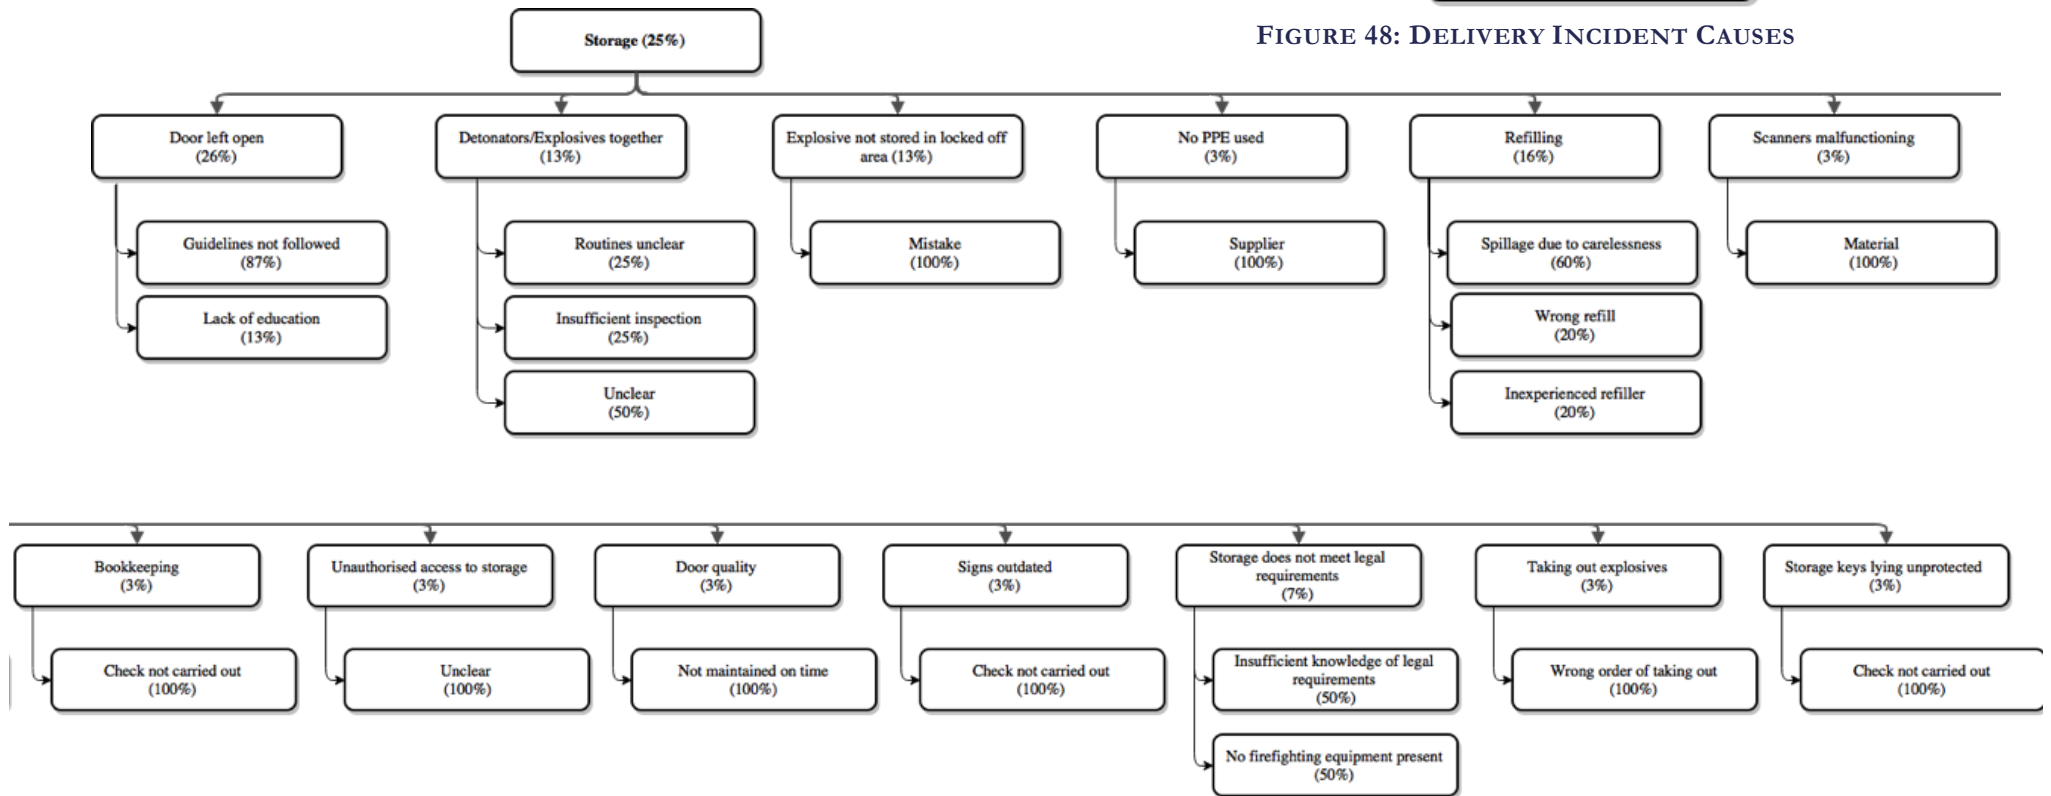 FIGURE 48: DELIVERY INCIDENT CAUSES
Storage (25%)
Door left open
(26%)
Guidelines not followed
(87%)
Lack of education
(13%)
Detonators/Explosives together
(13%)
Routines unclear
(25%)
Insufficient inspection
(25%)
Unclear
(50%)
Explosive not stored in locked off
area (13%)
Mistake
(100%)
No PPE used
(3%)
Supplier
(100%)
Refilling
(16%)
Spillage due to carelessness
(60%)
Wrong refill
(20%)
Inexperienced refiller
(20%)
Scanners malfunctioning
(3%)
Material
(100%)
Bookkeeping
(3%)
Check not carried out
(100%)
Unauthorised access to storage
(3%)
Unclear
(100%)
Door quality
(3%)
Not maintained on time
(100%)
Signs outdated
(3%)
Check not carried out
(100%)
Storage does not meet legal
requirements
(7%)
Insufficient knowledge of legal
requirements
(50%)
No firefighting equipment present
(50%)
Taking out explosives
(3%)
Wrong order of taking out
(100%)
Storage keys lying unprotected
(3%)
Check not carried out
(100%)